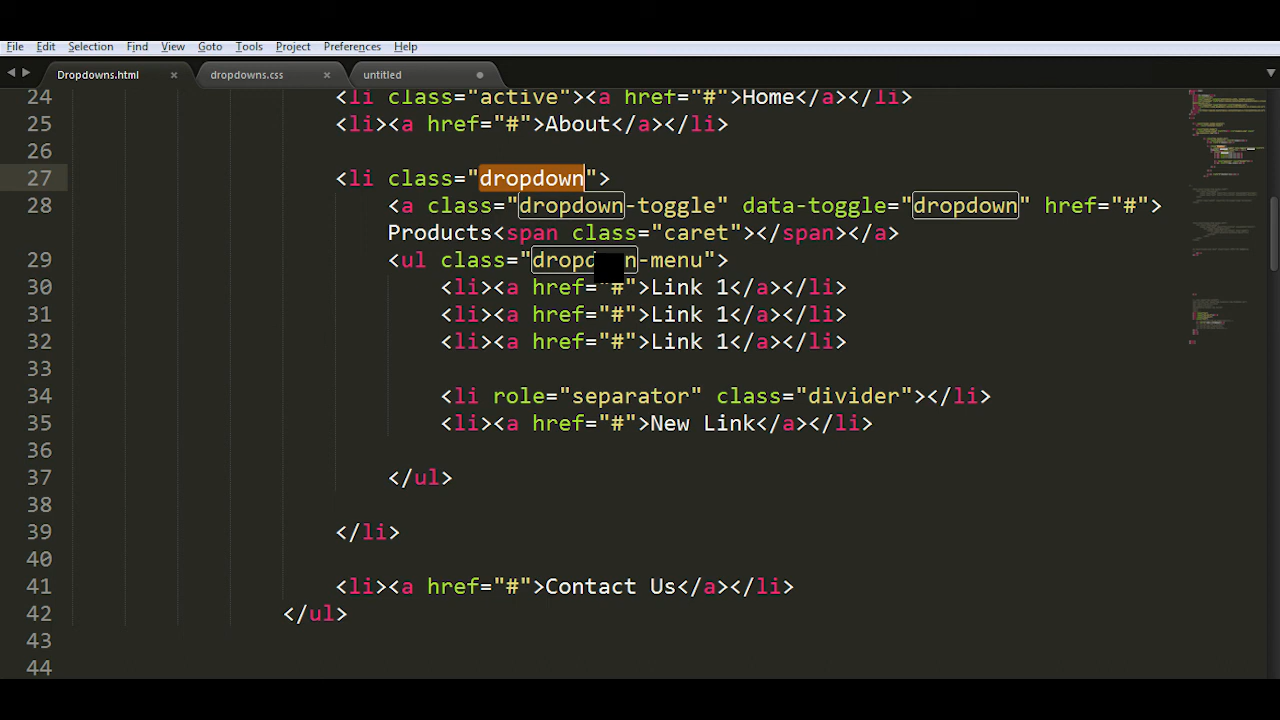 File Edit Selection Find View Goto Tools Project Preferences Help
Dropdowns.html × dropdowns.css × untitled
24 <li class="active"><a href="#">Home</a></li>
25 <li><a href="#">About</a></li>
26
27 <li class="dropdown">
28 <a class="dropdown-toggle" data-toggle="dropdown" href="#">
Products<span class="caret"></span></a>
29 <ul class="dropdown-menu">
30 <li><a href="#">Link 1</a></li>
31 <li><a href="#">Link 1</a></li>
32 <li><a href="#">Link 1</a></li>
33
34 <li role="separator" class="divider"></li>
35 <li><a href="#">New Link</a></li>
36
37 </ul>
38
39 </li>
40
41 <li><a href="#">Contact Us</a></li>
42 </ul>
43
44